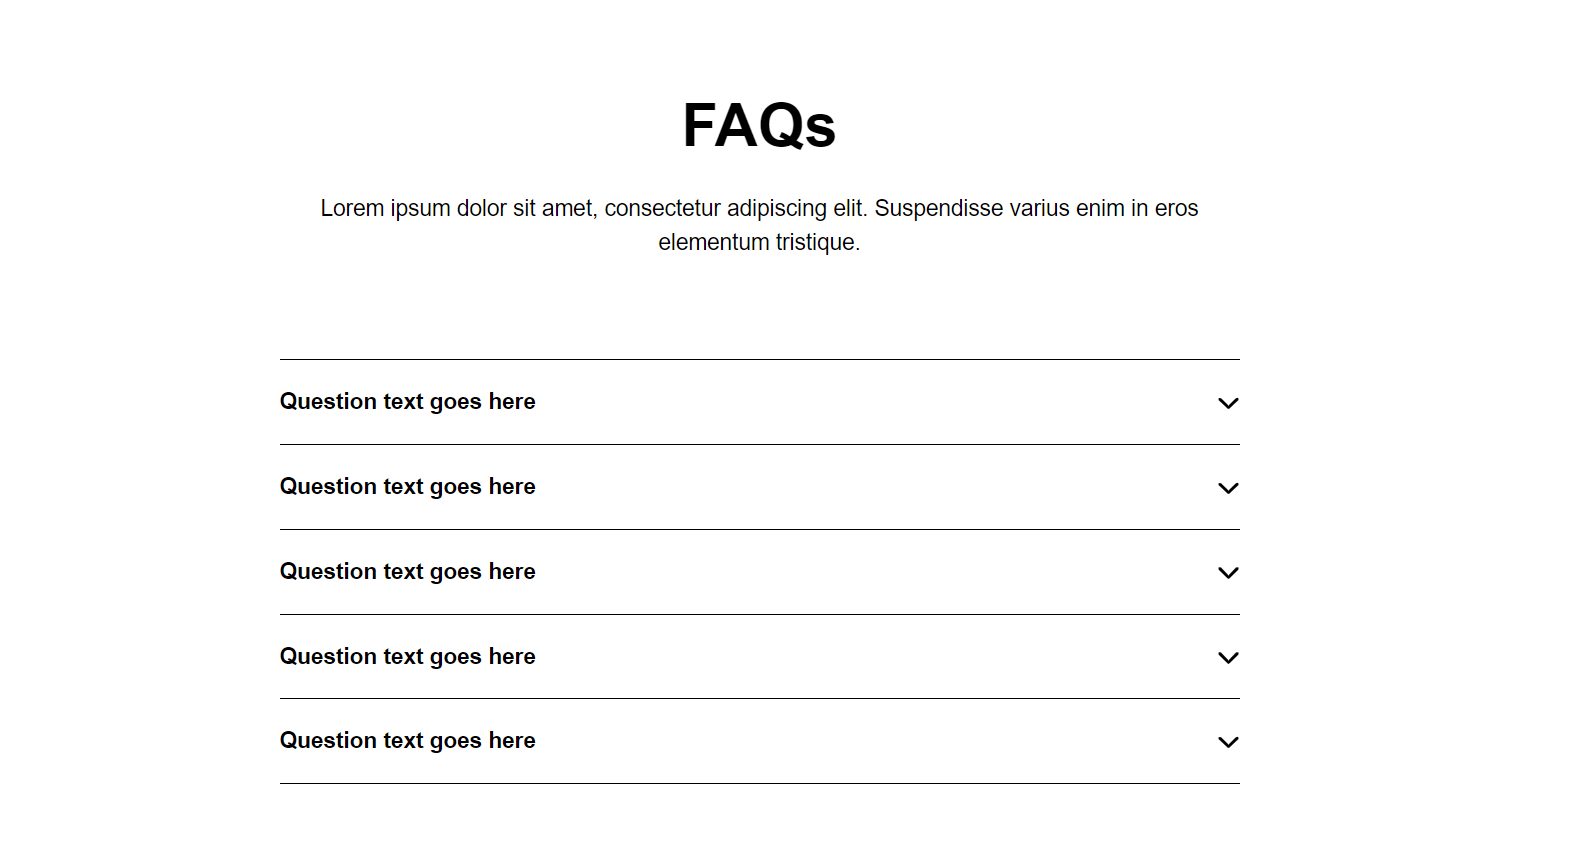 FAQs
Lorem ipsum dolor sit amet, consectetur adipiscing elit. Suspendisse varius enim in eros
elementum tristique.
Question text goes here
Question text goes here
Question text goes here
Question text goes here
Question text goes here